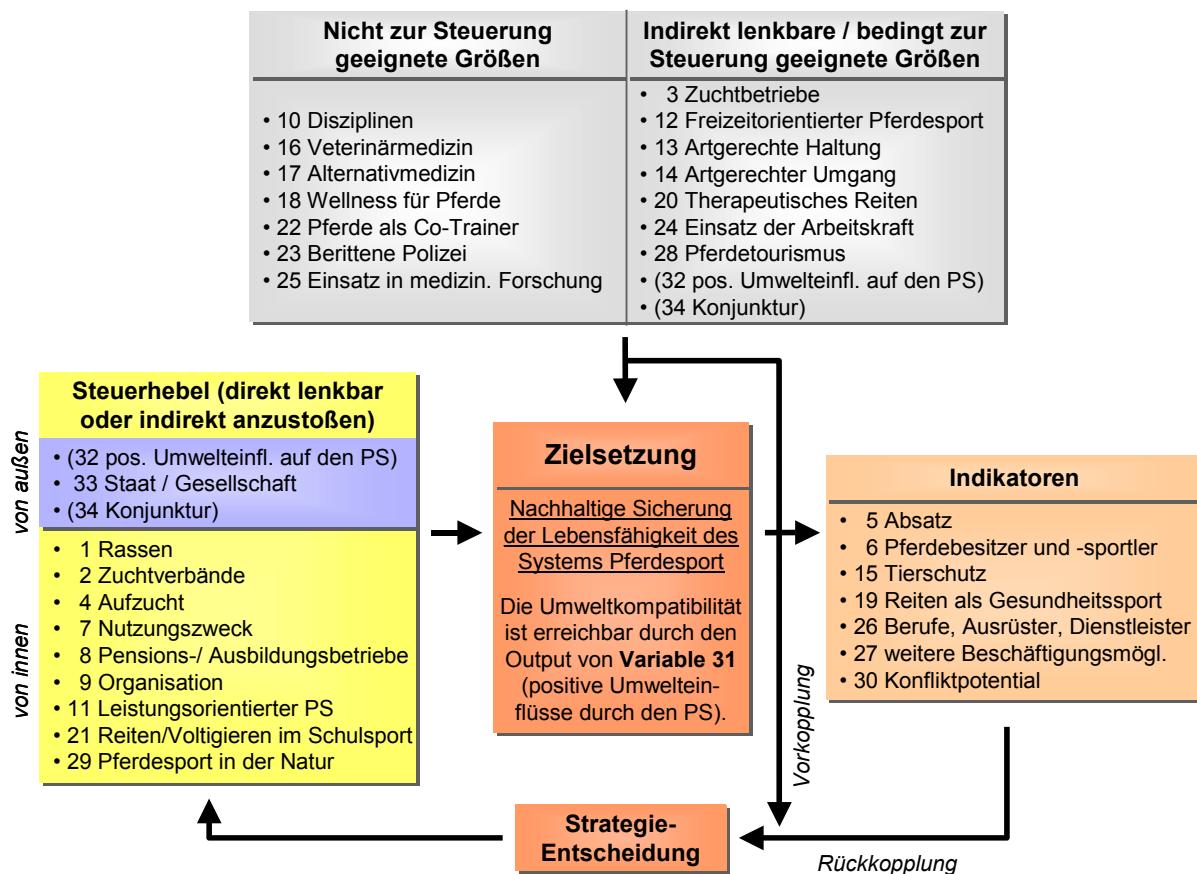 Nicht zur Steuerung
geeignete Größen
• 10 Disziplinen
• 16 Veterinärmedizin
• 17 Alternativmedizin
• 18 Wellness für Pferde
• 22 Pferde als Co-Trainer
• 23 Berittene Polizei
• 25 Einsatz in medizin. Forschung
Indirekt lenkbare / bedingt zur
Steuerung geeignete Größen
• 3 Zuchtbetriebe
• 12 Freizeitorientierter Pferdesport
• 13 Artgerechte Haltung
• 14 Artgerechter Umgang
• 20 Therapeutisches Reiten
• 24 Einsatz der Arbeitskraft
• 28 Pferdetourismus
• (32 pos. Umwelteinfl. auf den PS)
• (34 Konjunktur)
Steuerhebel (direkt lenkbar
oder indirekt anzustoßen)
von außen
• (32 pos. Umwelteinfl. auf den PS)
• 33 Staat / Gesellschaft
• (34 Konjunktur)
von innen
• 1 Rassen
• 2 Zuchtverbände
• 4 Aufzucht
• 7 Nutzungszweck
• 8 Pensions-/ Ausbildungsbetriebe
• 9 Organisation
• 11 Leistungsorientierter PS
• 21 Reiten/Voltigieren im Schulsport
• 29 Pferdesport in der Natur
Zielsetzung
Nachhaltige Sicherung
der Lebensfähigkeit des
Systems Pferdesport
Die Umweltkompatibilität
ist erreichbar durch den
Output von Variable 31
(positive Umweltein-
flüsse durch den PS).
Indikatoren
• 5 Absatz
• 6 Pferdebesitzer und -sportler
• 15 Tierschutz
• 19 Reiten als Gesundheitssport
• 26 Berufe, Ausrüster, Dienstleister
• 27 weitere Beschäftigungsmögl.
• 30 Konfliktpotential
Vorkopplung
Strategie-
Entscheidung
Rückkopplung